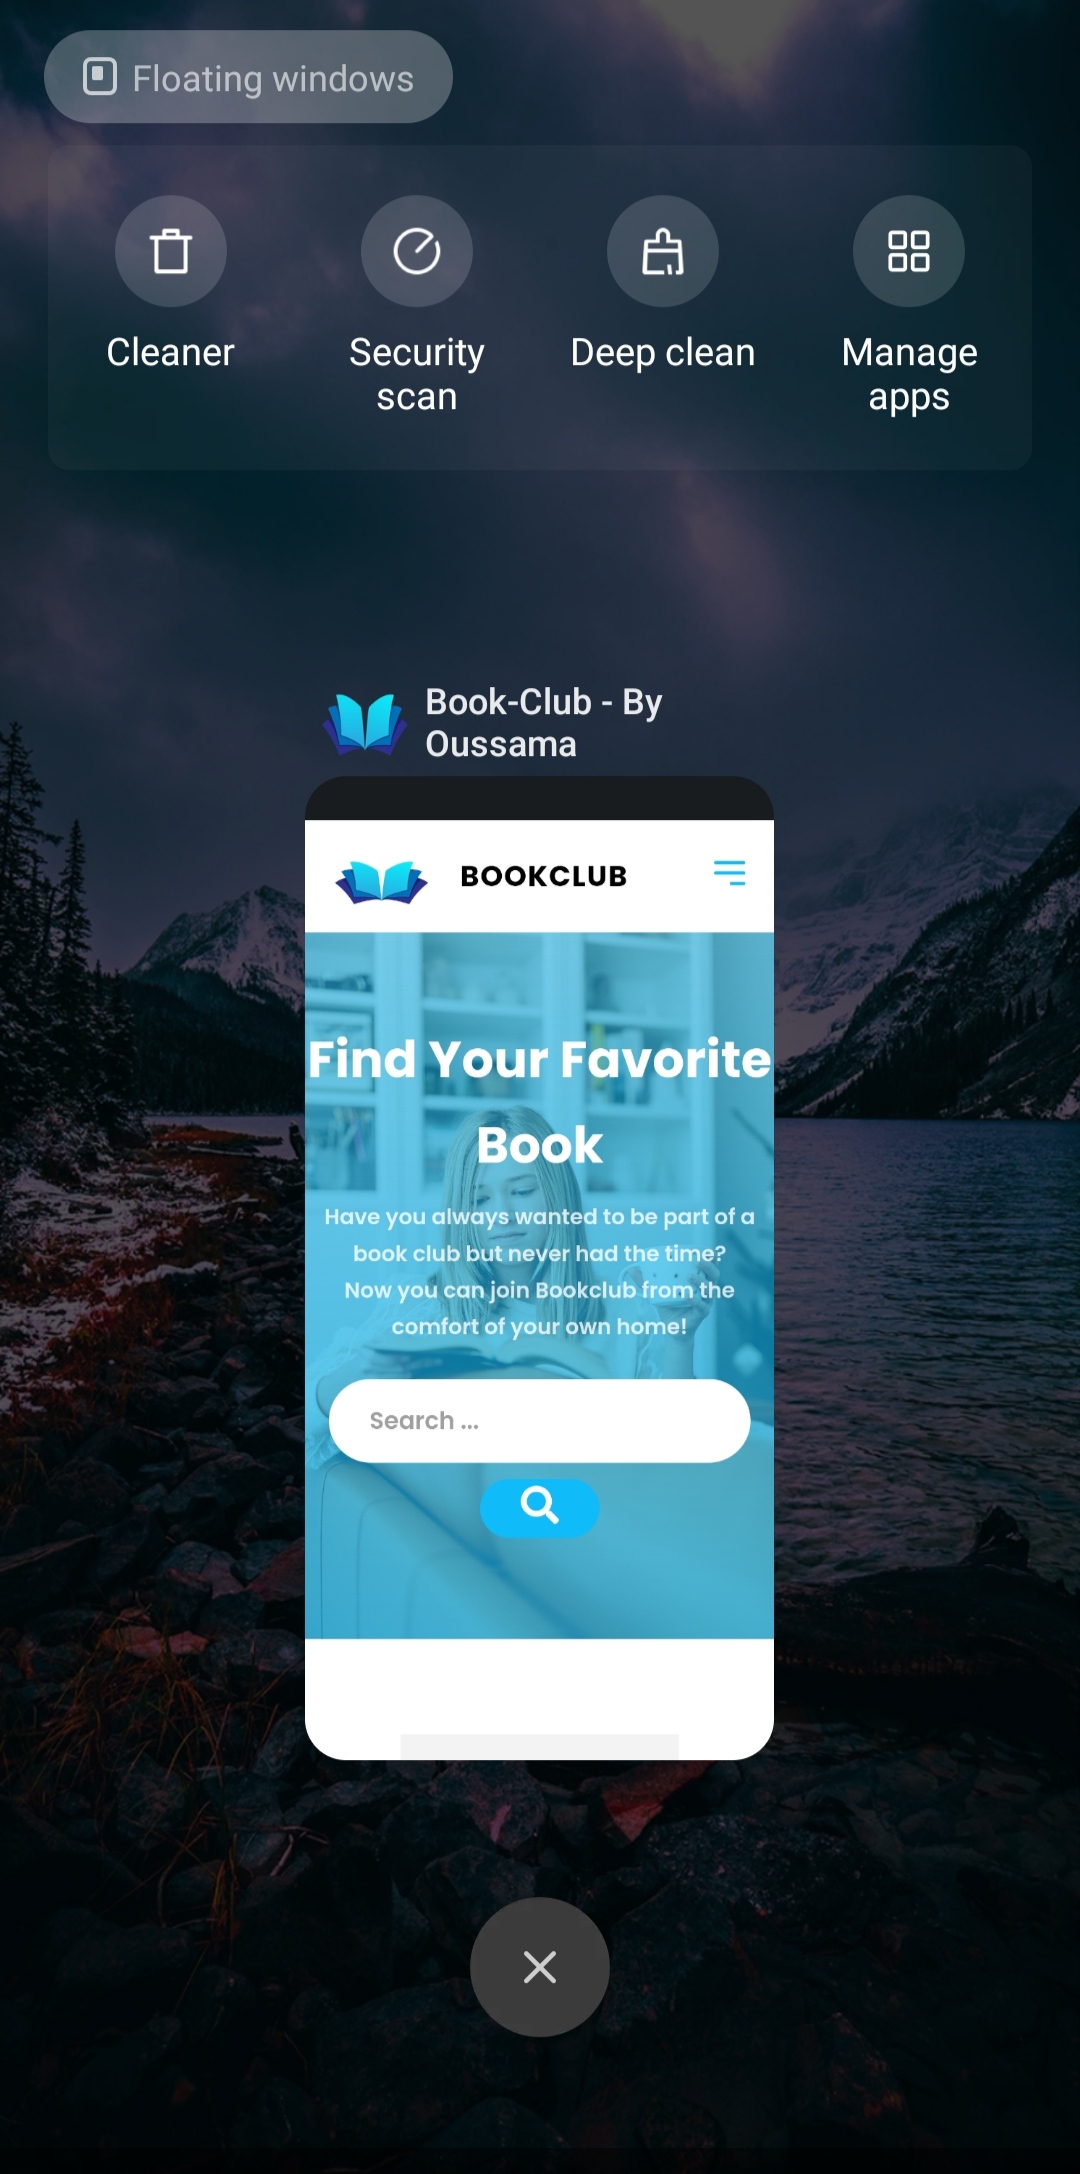 Floating windows
Cleaner
Security
scan
Deep clean
Manage
apps
Book-Club - By
Oussama
BOOKCLUB
Find Your Favorite
Book
Have you always wanted to be part of a
book club but never had the time?
Now you can join Bookclub from the
comfort of your own home!
Search ...